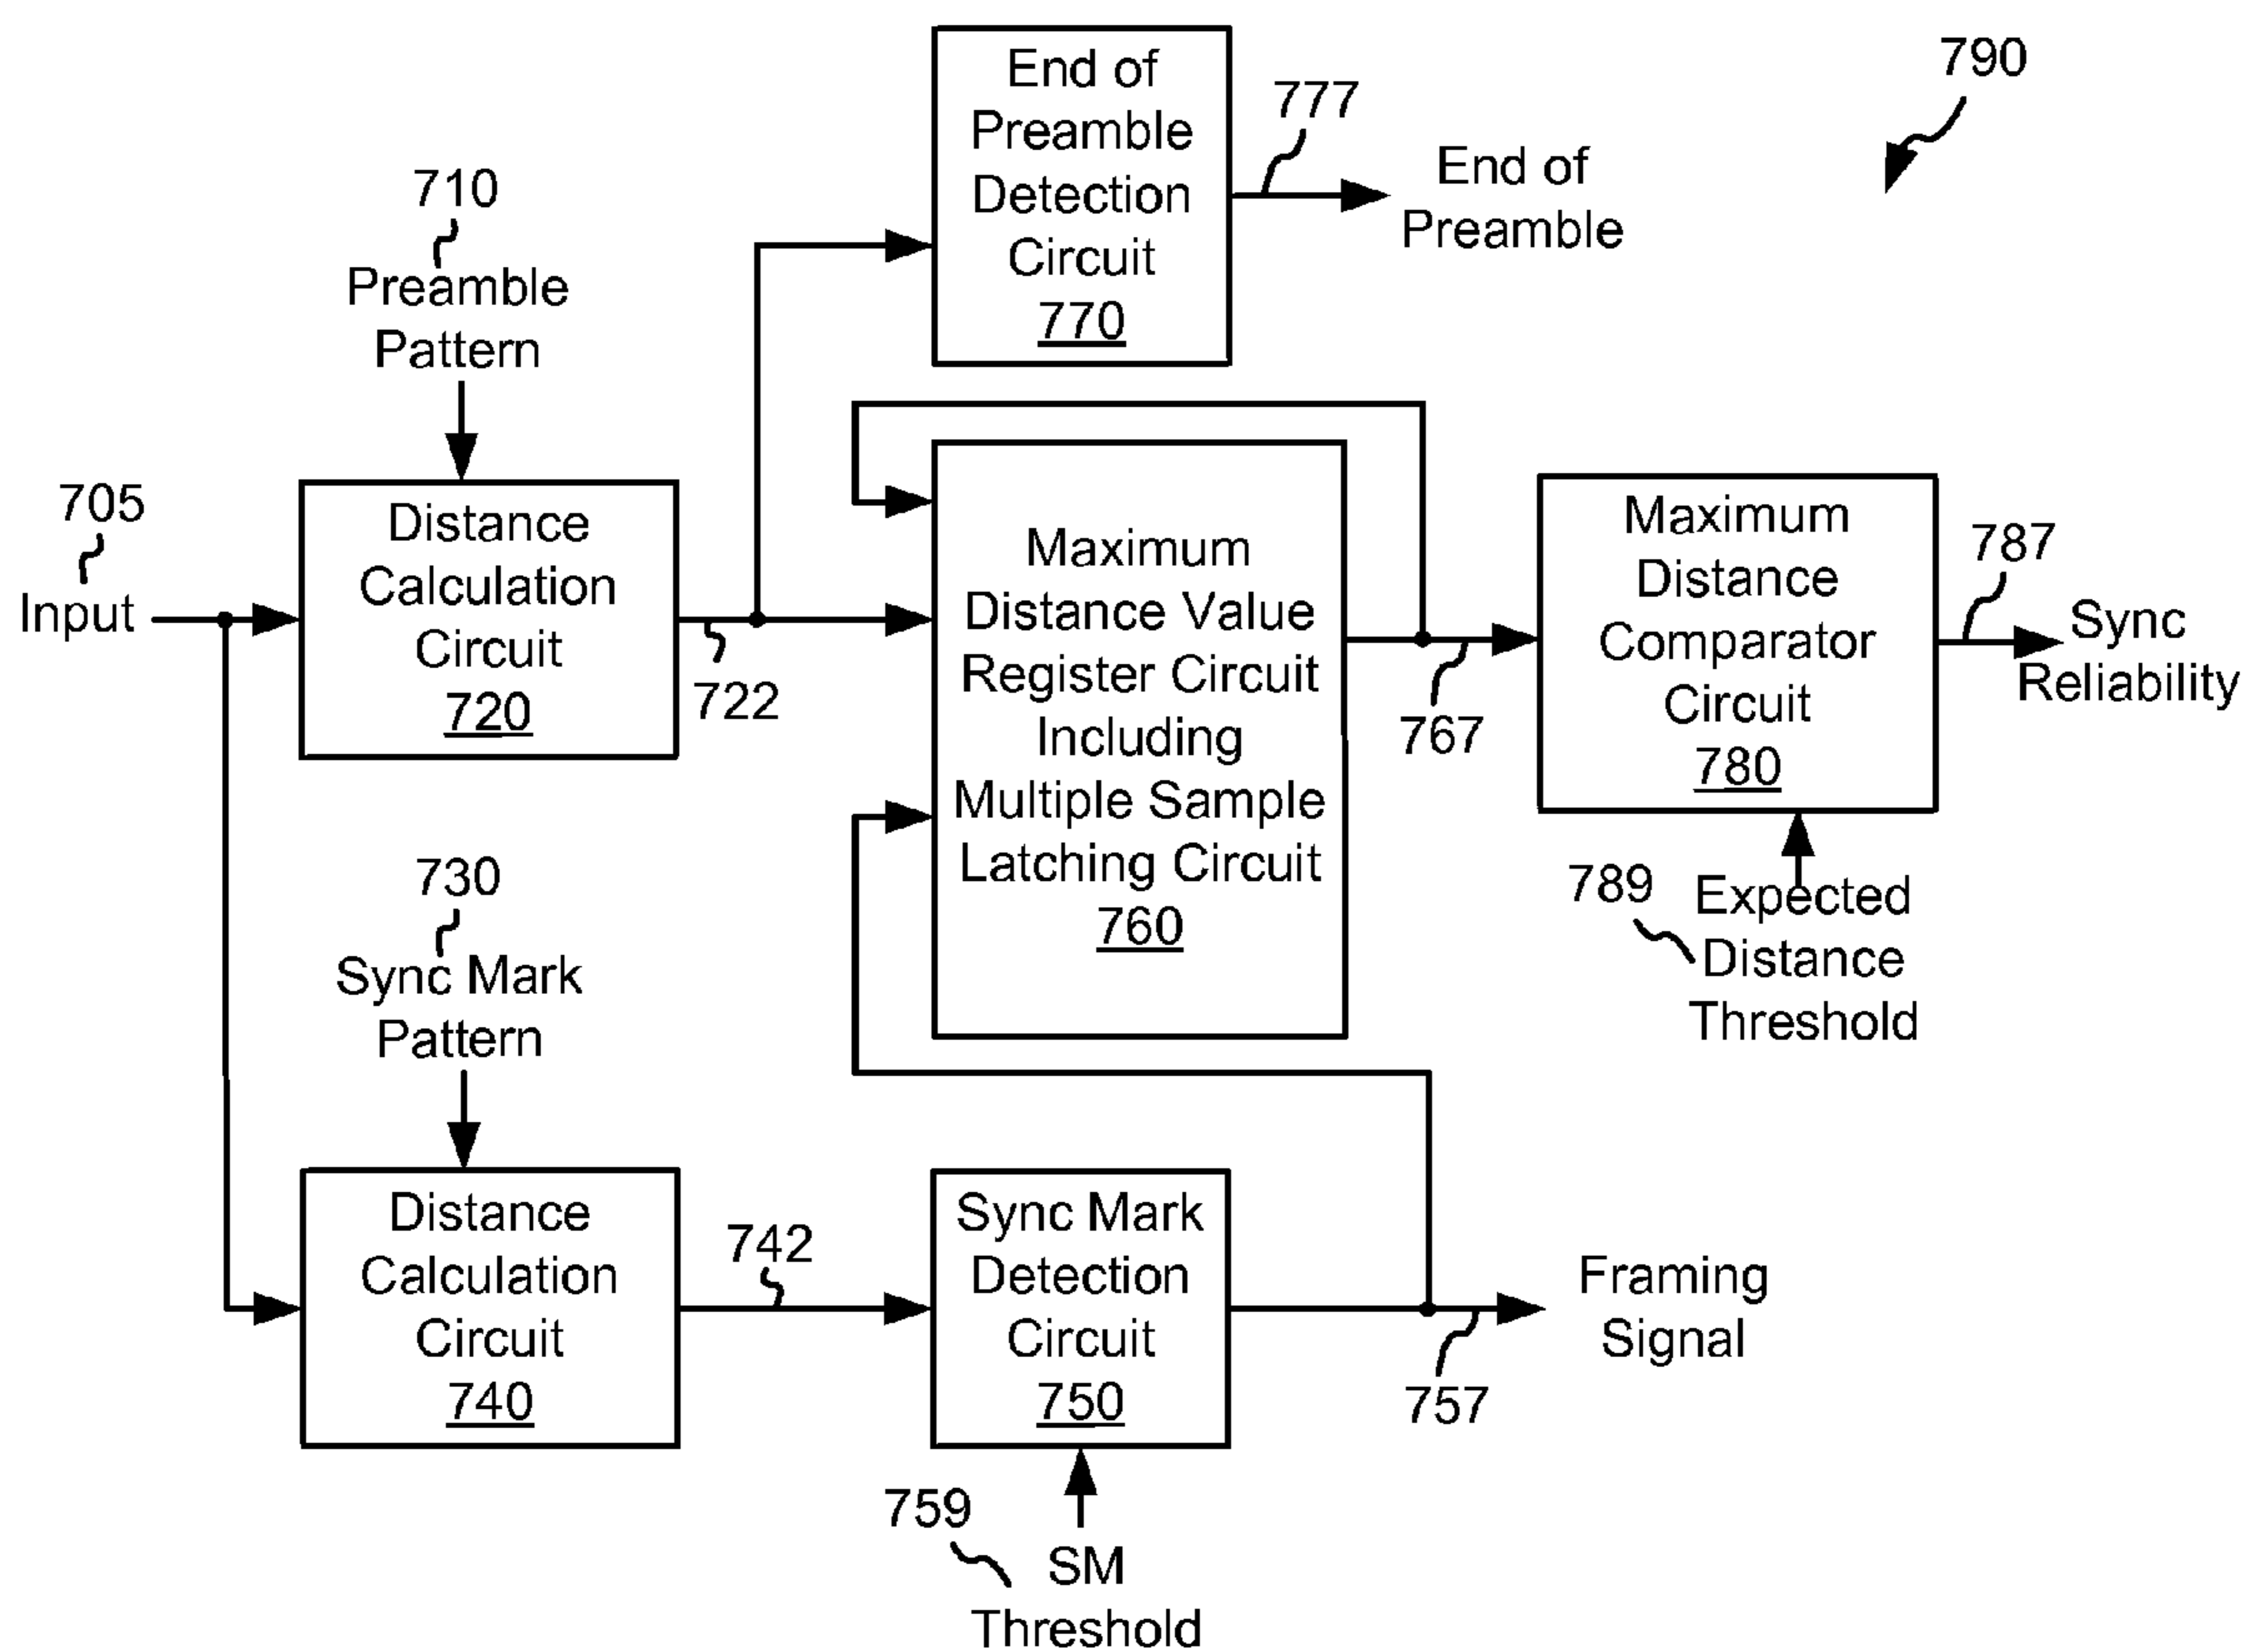 790
End of
Preamble
Detection
Circuit
770
777
End of
Preamble
710
Preamble
Pattern
705
Input
Distance
Calculation
Circuit
720
722
Maximum
Distance Value
Register Circuit
Including
Multiple Sample
Latching Circuit
760
767
Maximum
Distance
Comparator
Circuit
780
787
Sync
Reliability
789
Expected
Distance
Threshold
730
Sync Mark
Pattern
Distance
Calculation
Circuit
740
742
Sync Mark
Detection
Circuit
750
757
Framing
Signal
759
SM
Threshold